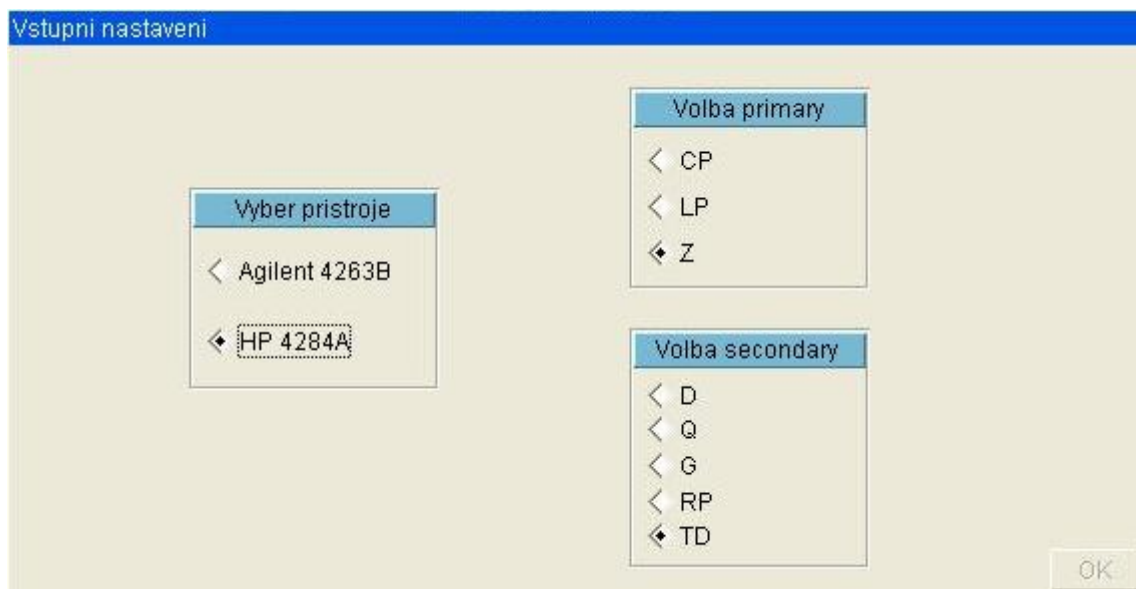 Vstupni nastaveni
Vyber pristroje
Agilent 4263B
HP 4284A
Volba primary
CP
LP
Z
Volba secondary
D
Q
G
RP
TD
OK